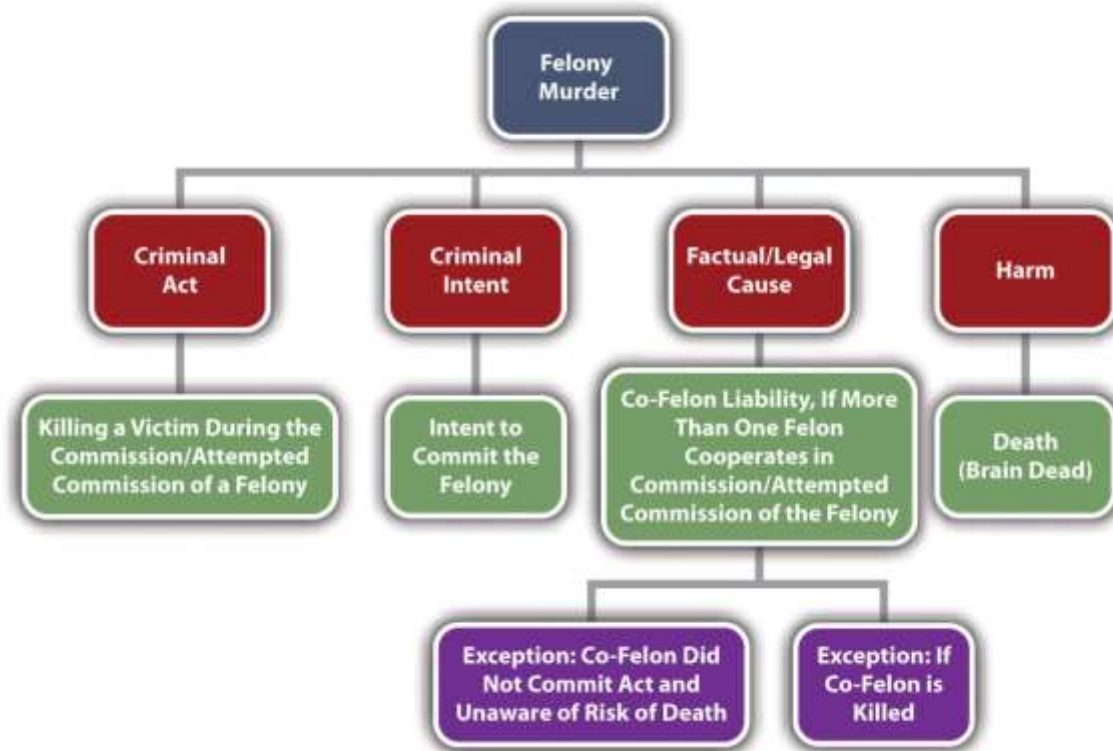 Felony
Murder
Criminal
Act
Criminal
Intent
Factual/Legal
Cause
Harm
Killing a Victim During the
Commission/Attempted
Commission of a Felony
Intent to
Commit the
Felony
Co-Felon Liability, If More
Than One Felon
Cooperates in
Commission/Attempted
Commission of the Felony
Death
(Brain Dead)
Exception: Co-Felon Did
Not Commit Act and
Unaware of Risk of Death
Exception: If
Co-Felon is
Killed